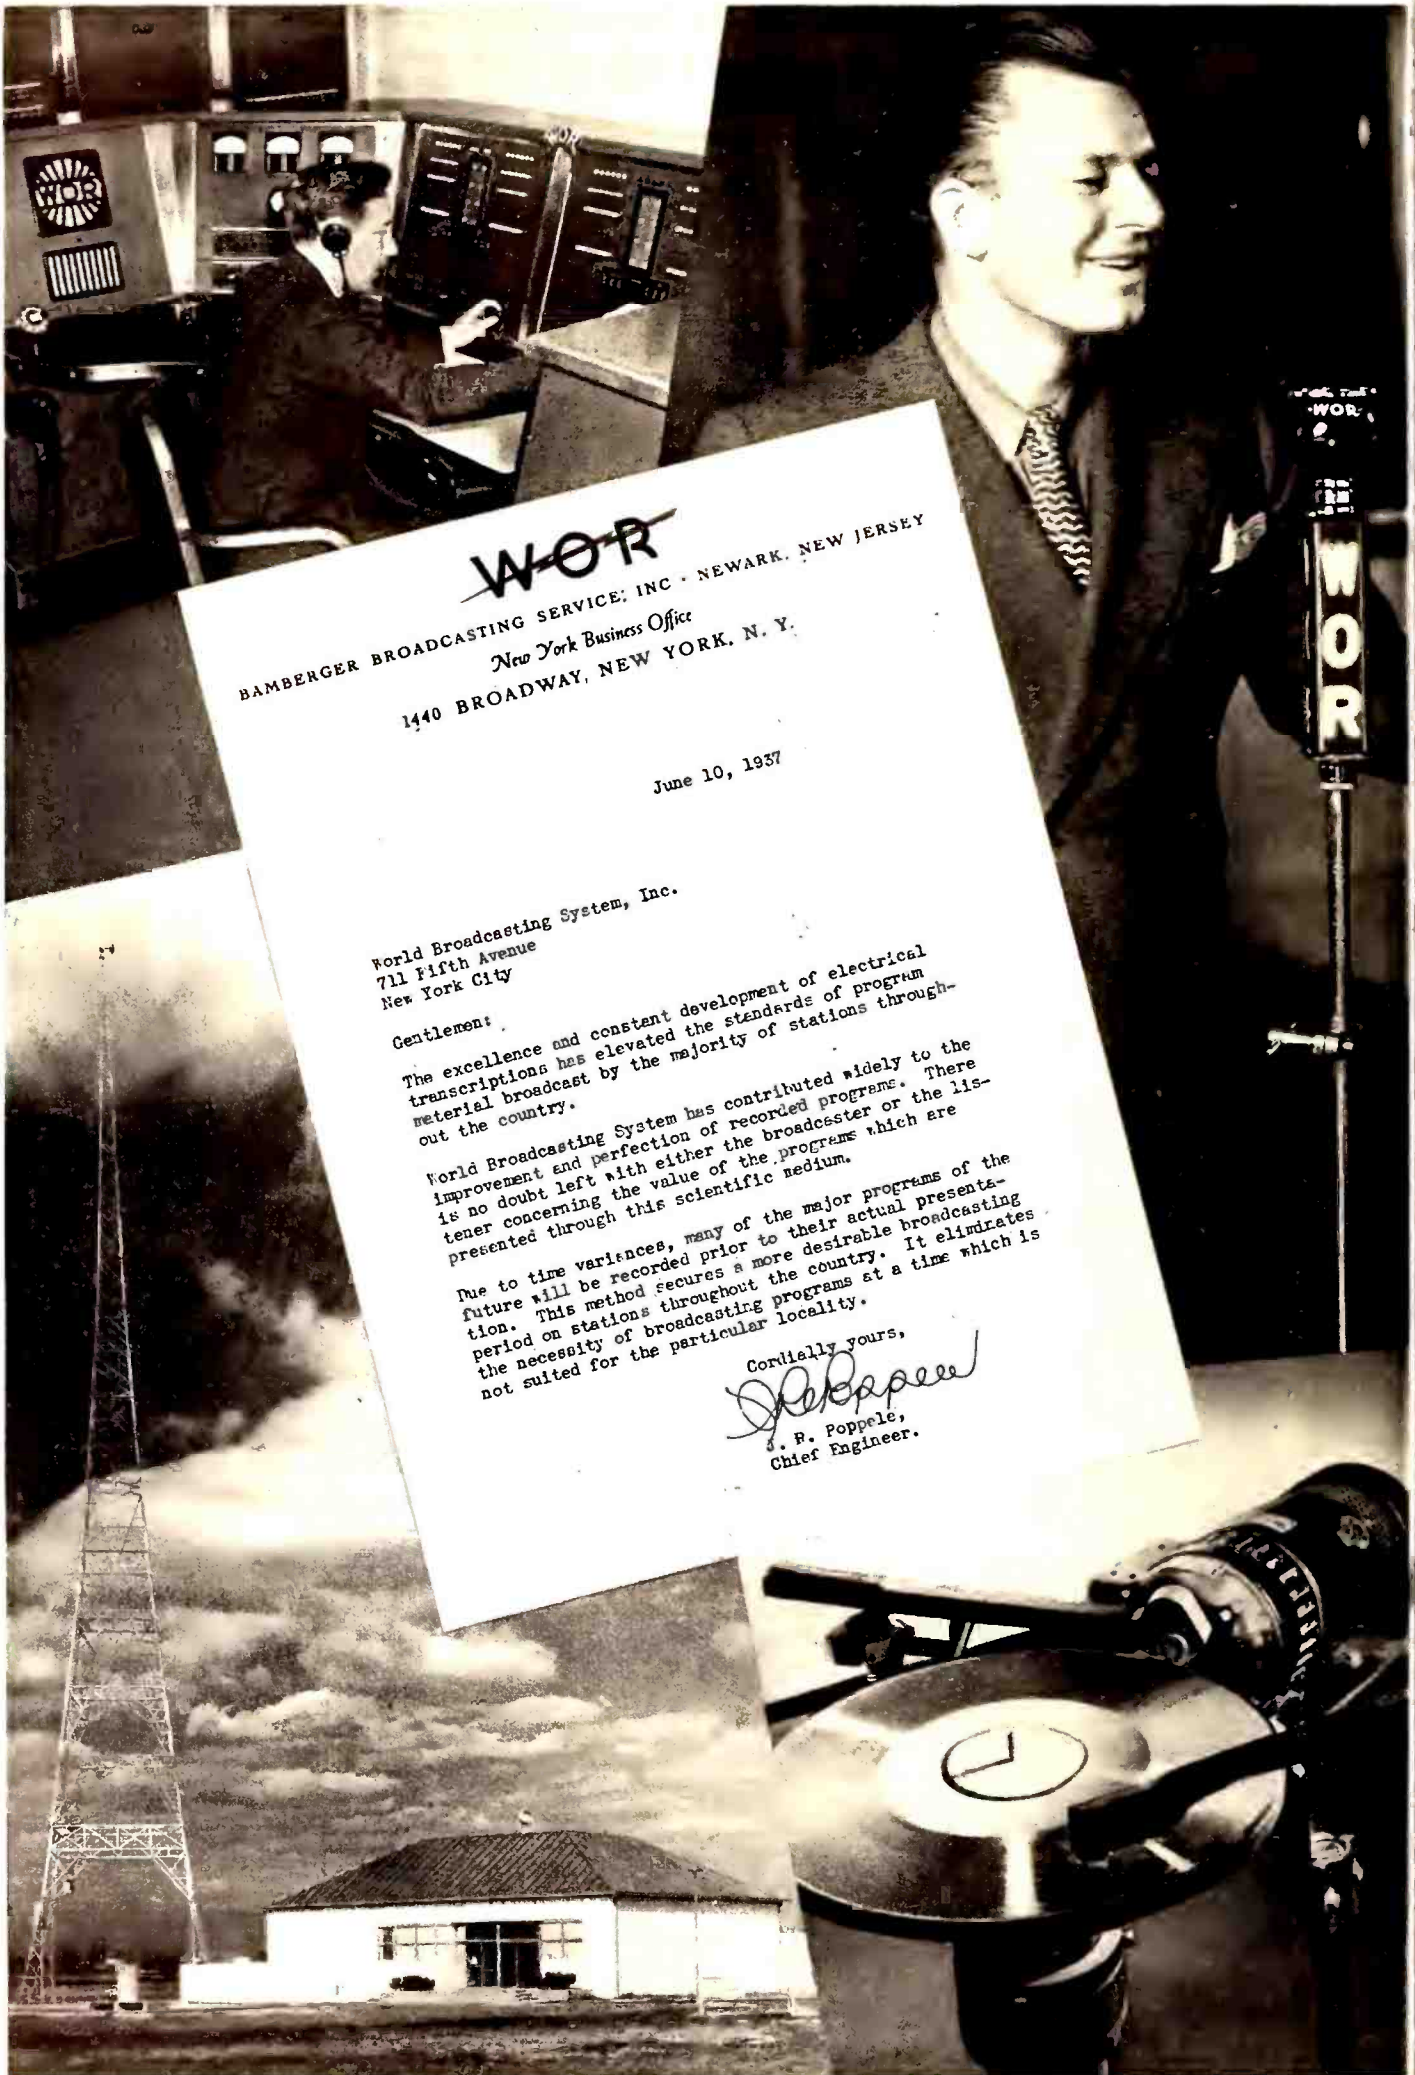 WOR
WOR
WOR
WOR
WOR
BAMBERGER BROADCASTING SERVICE, INC · NEWARK, NEW JERSEY
New York Business Office
1440 BROADWAY, NEW YORK, N. Y.
June 10, 1937
World Broadcasting System, Inc.
711 Fifth Avenue
New York City
Gentlemen:
The excellence and constant development of electrical
transcriptions has elevated the standards of program
material broadcast by the majority of stations through-
out the country.
World Broadcasting System has contributed widely to the
improvement and perfection of recorded programs. There
is no doubt left with either the broadcaster or the lis-
tener concerning the value of the programs which are
presented through this scientific medium.
Due to time variances, many of the major programs of the
future will be recorded prior to their actual presenta-
tion. This method secures a more desirable broadcasting
period on stations throughout the country. It eliminates
the necessity of broadcasting programs at a time which is
not suited for the particular locality.
Cordially yours,
J R Poppele
J. R. Poppele,
Chief Engineer.